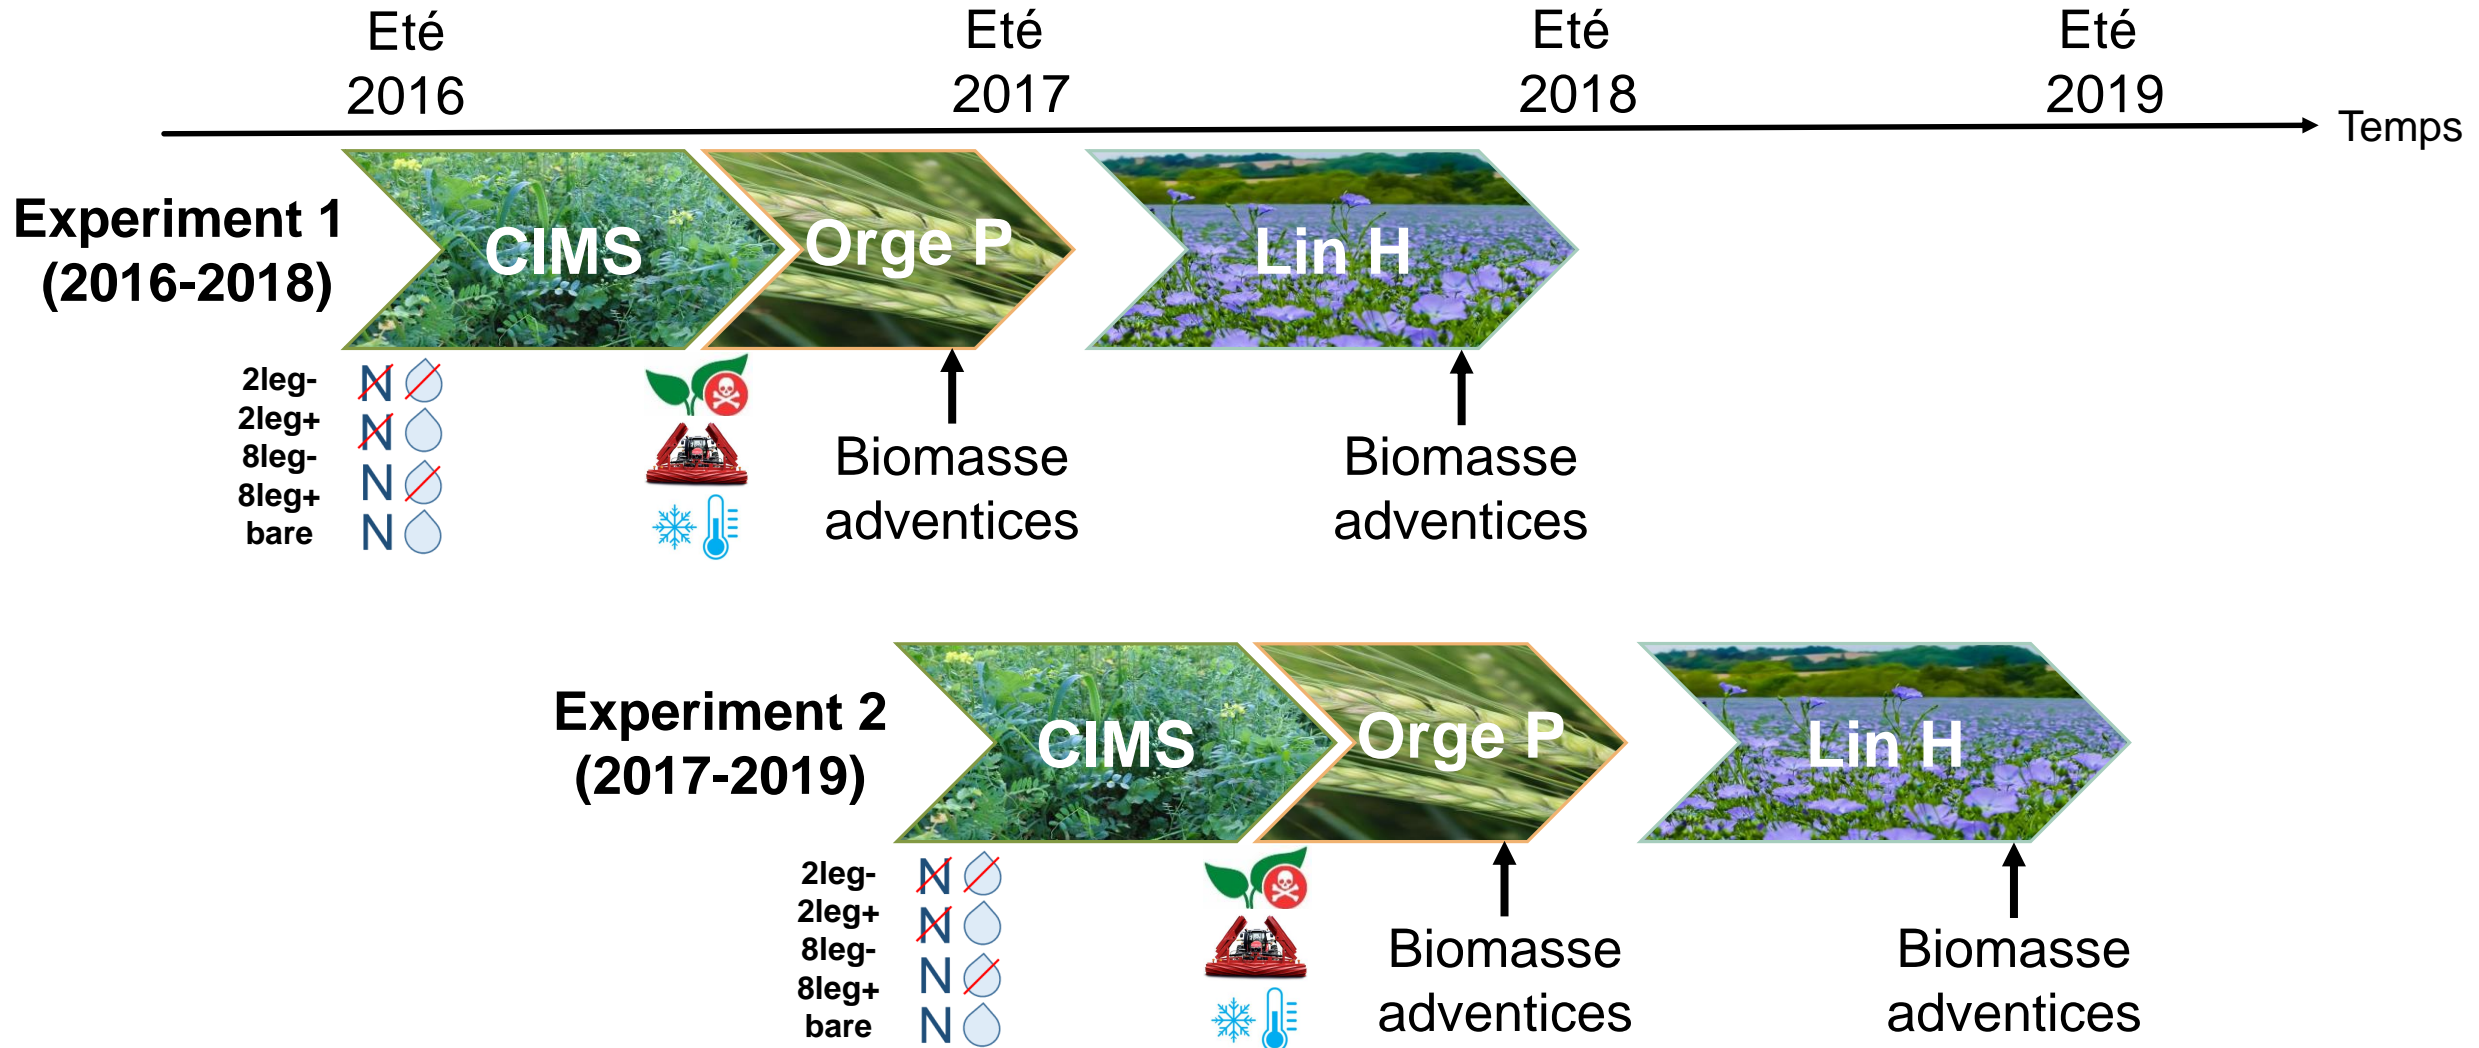 Eté
2016
Eté
2017
Eté
2018
Eté
2019
Temps
Experiment 1
(2016-2018)
CIMS
Orge P
Lin H
2leg-
2leg+
8leg-
8leg+
bare
N
N
N
N
Biomasse
adventices
Biomasse
adventices
Experiment 2
(2017-2019)
CIMS
Orge P
Lin H
2leg-
2leg+
8leg-
8leg+
bare
N
N
N
N
Biomasse
adventices
Biomasse
adventices